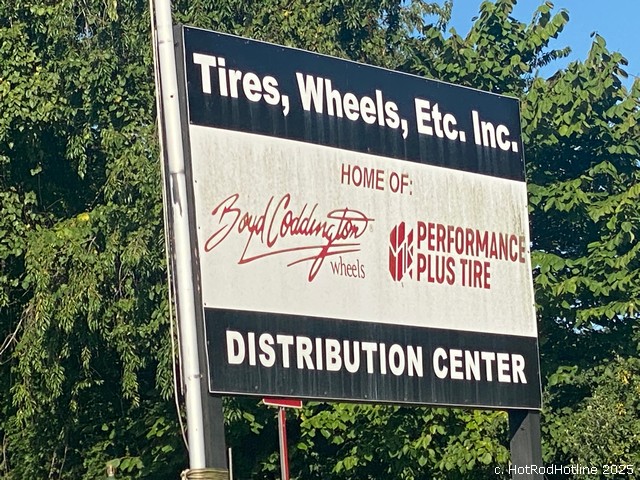 Tires, Wheels, Etc. Inc.
HOME OF:
Boyd Coddington
wheels
PERFORMANCE
PLUS TIRE
DISTRIBUTION CENTER
c. HotRodHotline 2025